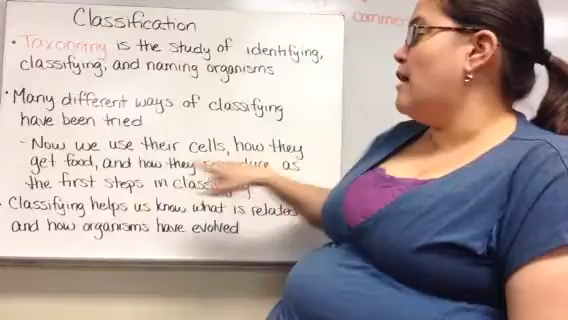 Classification
• Taxonomy is the study of identifying,
classifying, and naming organisms
• Many different ways of classifying
have been tried
- Now we use their cells, how they
get food, and how they as
the first steps in
Classifying helps us know what is related
and how organisms have evolved